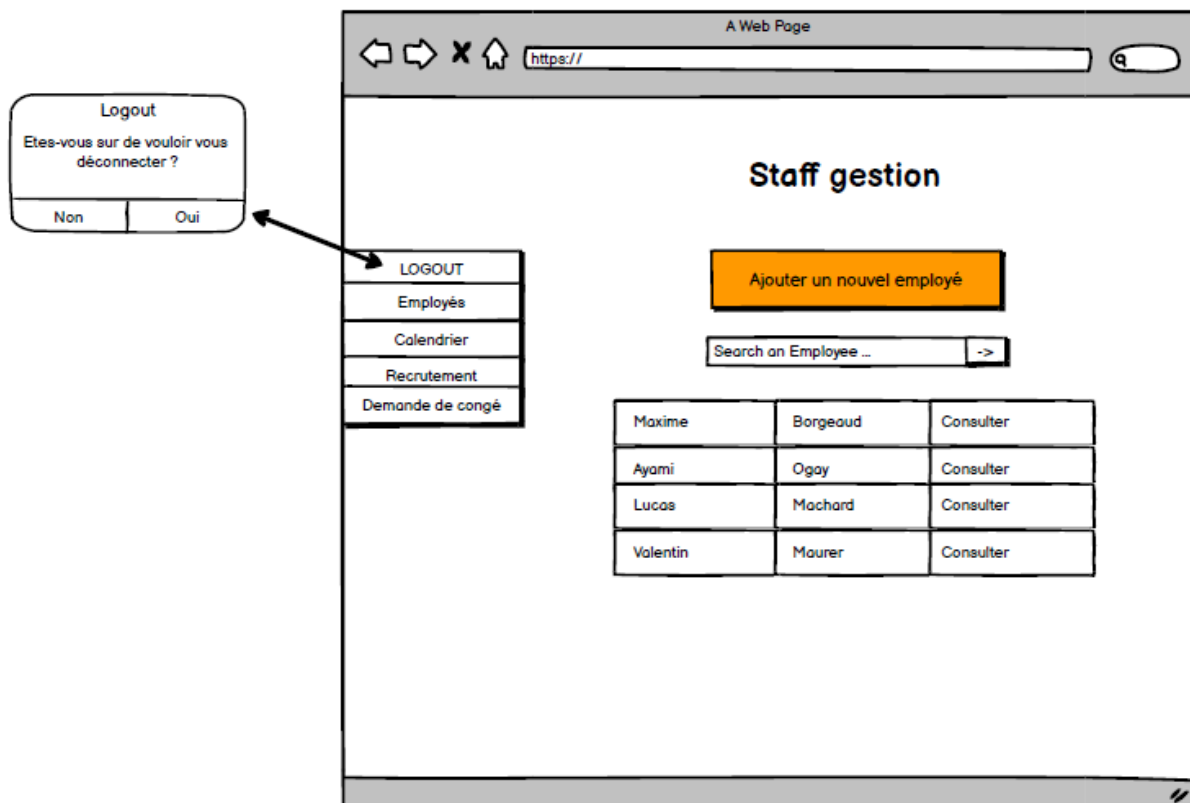 A Web Page
https://
Logout
Etes-vous sur de vouloir vous
déconnecter ?
Non Oui
Staff gestion
LOGOUT
Employés
Calendrier
Recrutement
Demande de congé
Ajouter un nouvel employé
Search an Employee ... ->
Maxime Borgeaud Consulter
Ayami Ogay Consulter
Lucas Machard Consulter
Valentin Maurer Consulter